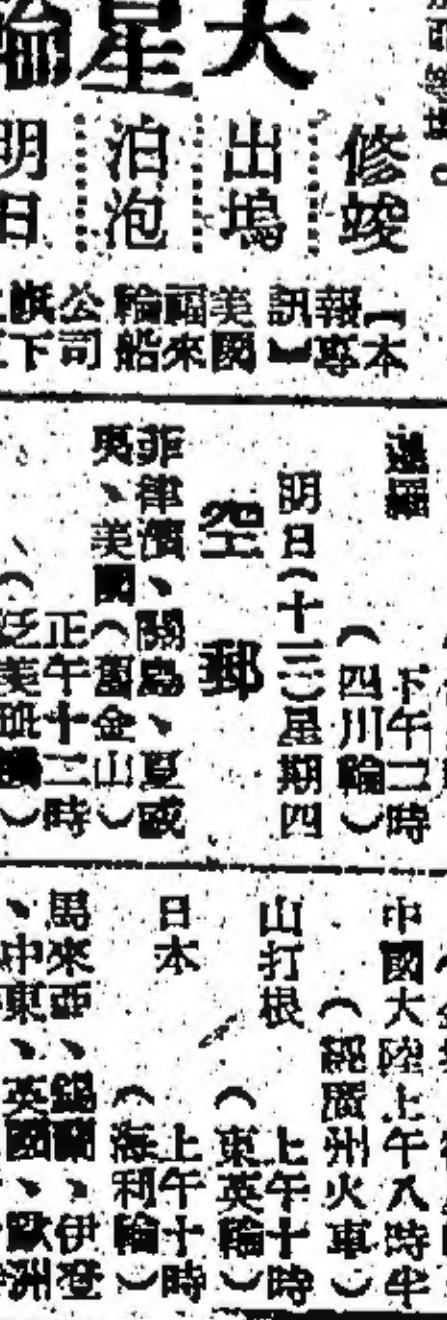 大星輪
修竣
出塢
泊泡
明日
【本
報專
訊】
美國
福來
輪船
公司
旗下
暹羅
下午二時
（四川輪）
明日（十三）星期四
空郵
菲律濱、關島、夏威
夷、美國（舊金山）
正午十二時
（泛美班機）
中國大陸上午八時半
（經廣州火車）
山打根
上午十時
（東英輪）
日本
上午十時
（海利輪）
馬來亞、錫蘭、伊登
、中東、英國、歐洲